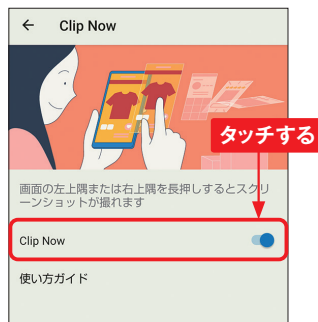 ← Clip Now
タッチする
画面の左上隅または右上隅を長押しするとスクリ
ーンショットが撮れます
Clip Now
使い方ガイド